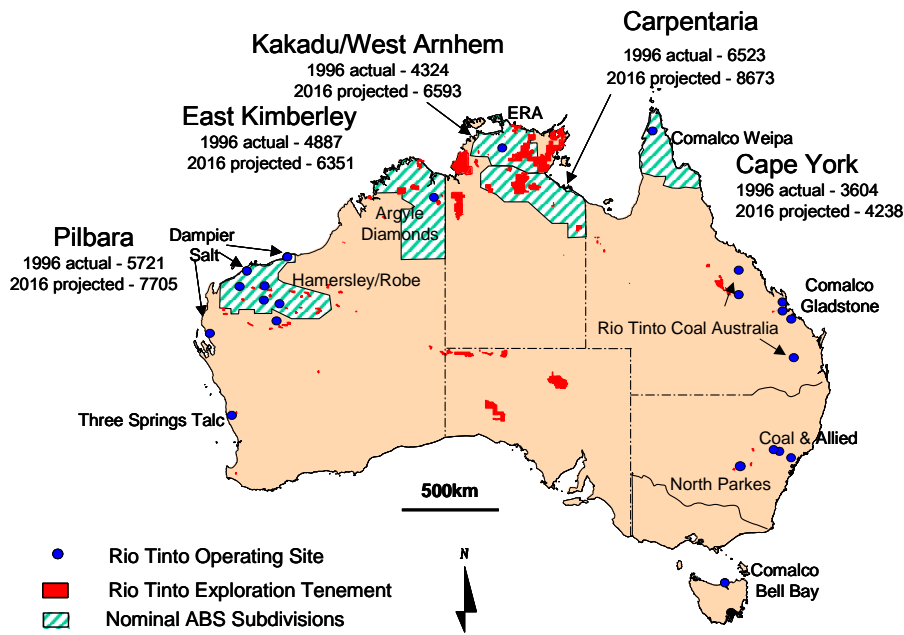 Carpentaria
1996 actual - 6523
2016 projected - 8673
Kakadu/West Arnhem
1996 actual - 4324
2016 projected - 6593
ERA
East Kimberley
1996 actual - 4887
2016 projected - 6351
Comalco Weipa
Cape York
1996 actual - 3604
2016 projected - 4238
Argyle
Diamonds
Pilbara
1996 actual - 5721
2016 projected - 7705
Dampier
Salt
Hamersley/Robe
Comalco
Gladstone
Rio Tinto Coal Australia
Three Springs Talc
Coal & Allied
North Parkes
500km
N
Rio Tinto Operating Site
Rio Tinto Exploration Tenement
Nominal ABS Subdivisions
Comalco
Bell Bay